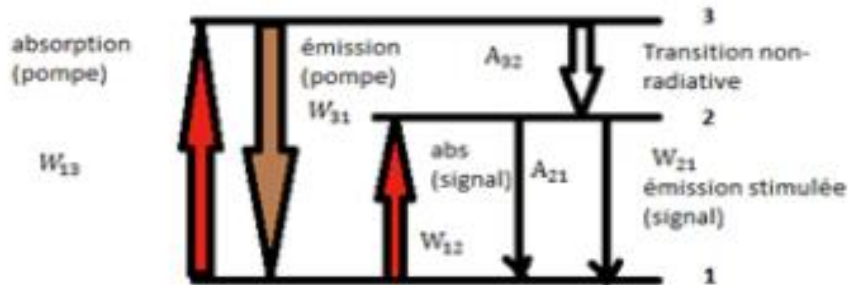 absorption
(pompe)
W₁₃
émission
(pompe)
W₃₁
A₃₂
3
Transition non-
radiative
2
abs
(signal)
W₁₂
A₂₁
W₂₁
émission stimulée
(signal)
1